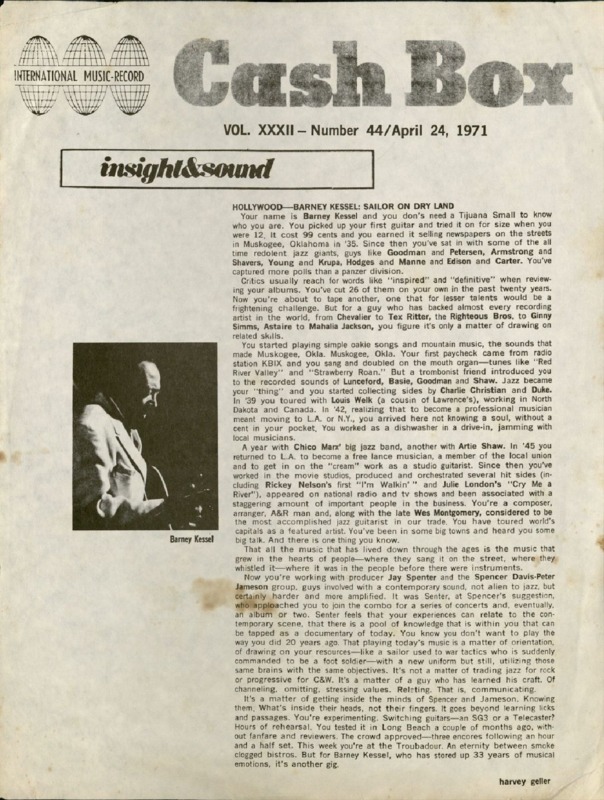 INTERNATIONAL MUSIC-RECORD
Cash Box
VOL. XXXII – Number 44/April 24, 1971
insight&sound
HOLLYWOOD—BARNEY KESSEL: SAILOR ON DRY LAND
Your name is Barney Kessel and you don's need a Tijuana Small to know
who you are. You picked up your first guitar and tried it on for size when you
were 12. It cost 99 cents and you earned it selling newspapers on the streets
in Muskogee, Oklahoma in '35. Since then you've sat in with some of the all
time redolent jazz giants, guys like Goodman and Petersen, Armstrong and
Shavers, Young and Krupa, Hodges and Manne and Edison and Carter. You've
captured more polls than a panzer division.
Critics usually reach for words like "inspired" and "definitive" when review-
ing your albums. You've cut 26 of them on your own in the past twenty years.
Now you're about to tape another, one that for lesser talents would be a
frightening challenge. But for a guy who has backed almost every recording
artist in the world, from Chevalier to Tex Ritter, the Righteous Bros. to Ginny
Simms, Astaire to Mahalia Jackson, you figure it's only a matter of drawing on
related skills.
You started playing simple oakie songs and mountain music, the sounds that
made Muskogee, Okla. Muskogee, Okla. Your first paycheck came from radio
station KBIX and you sang and doubled on the mouth organ—tunes like "Red
River Valley" and "Strawberry Roan." But a trombonist friend introduced you
to the recorded sounds of Lunceford, Basie, Goodman and Shaw. Jazz became
your "thing" and you started collecting sides by Charlie Christian and Duke.
In '39 you toured with Louis Welk (a cousin of Lawrence's), working in North
Dakota and Canada. In '42, realizing that to become a professional musician
meant moving to L.A. or N.Y., you arrived here not knowing a soul, without a
cent in your pocket. You worked as a dishwasher in a drive-in, jamming with
local musicians.
A year with Chico Marx' big jazz band, another with Artie Shaw. In '45 you
returned to L.A. to become a free lance musician, a member of the local union
and to get in on the "cream" work as a studio guitarist. Since then you've
worked in the movie studios, produced and orchestrated several hit sides (in-
cluding Rickey Nelson's first "I'm Walkin' " and Julie London's "Cry Me a
River"), appeared on national radio and tv shows and been associated with a
staggering amount of important people in the business. You're a composer,
arranger, A&R man and, along with the late Wes Montgomery, considered to be
the most accomplished jazz guitarist in our trade. You have toured world's
capitals as a featured artist. You've been in some big towns and heard you some
big talk. And there is one thing you know.
That all the music that has lived down through the ages is the music that
grew in the hearts of people—where they sang it on the street, where they
whistled it—where it was in the people before there were instruments.
Now you're working with producer Jay Spenter and the Spencer Davis-Peter
Jameson group, guys involved with a contemporary sound, not alien to jazz, but
certainly harder and more amplified. It was Senter, at Spencer's suggestion,
who apploached you to join the combo for a series of concerts and, eventually,
an album or two. Senter feels that your experiences can relate to the con-
temporary scene, that there is a pool of knowledge that is within you that can
be tapped as a documentary of today. You know you don't want to play the
way you did 20 years ago. That playing today's music is a matter of orientation,
of drawing on your resources—like a sailor used to war tactics who is suddenly
commanded to be a foot soldier—with a new uniform but still, utilizing those
same brains with the same objectives. It's not a matter of trading jazz for rock
or progressive for C&W. It's a matter of a guy who has learned his craft. Of
channeling, omitting, stressing values. Relating. That is, communicating.
It's a matter of getting inside the minds of Spencer and Jameson. Knowing
them. What's inside their heads, not their fingers. It goes beyond learning licks
and passages. You're experimenting. Switching guitars—an SG3 or a Telecaster?
Hours of rehearsal. You tested it in Long Beach a couple of months ago, with-
out fanfare and reviewers. The crowd approved—three encores following an hour
and a half set. This week you're at the Troubadour. An eternity between smoke
clogged bistros. But for Barney Kessel, who has stored up 33 years of musical
emotions, it's another gig.
harvey geller
Barney Kessel